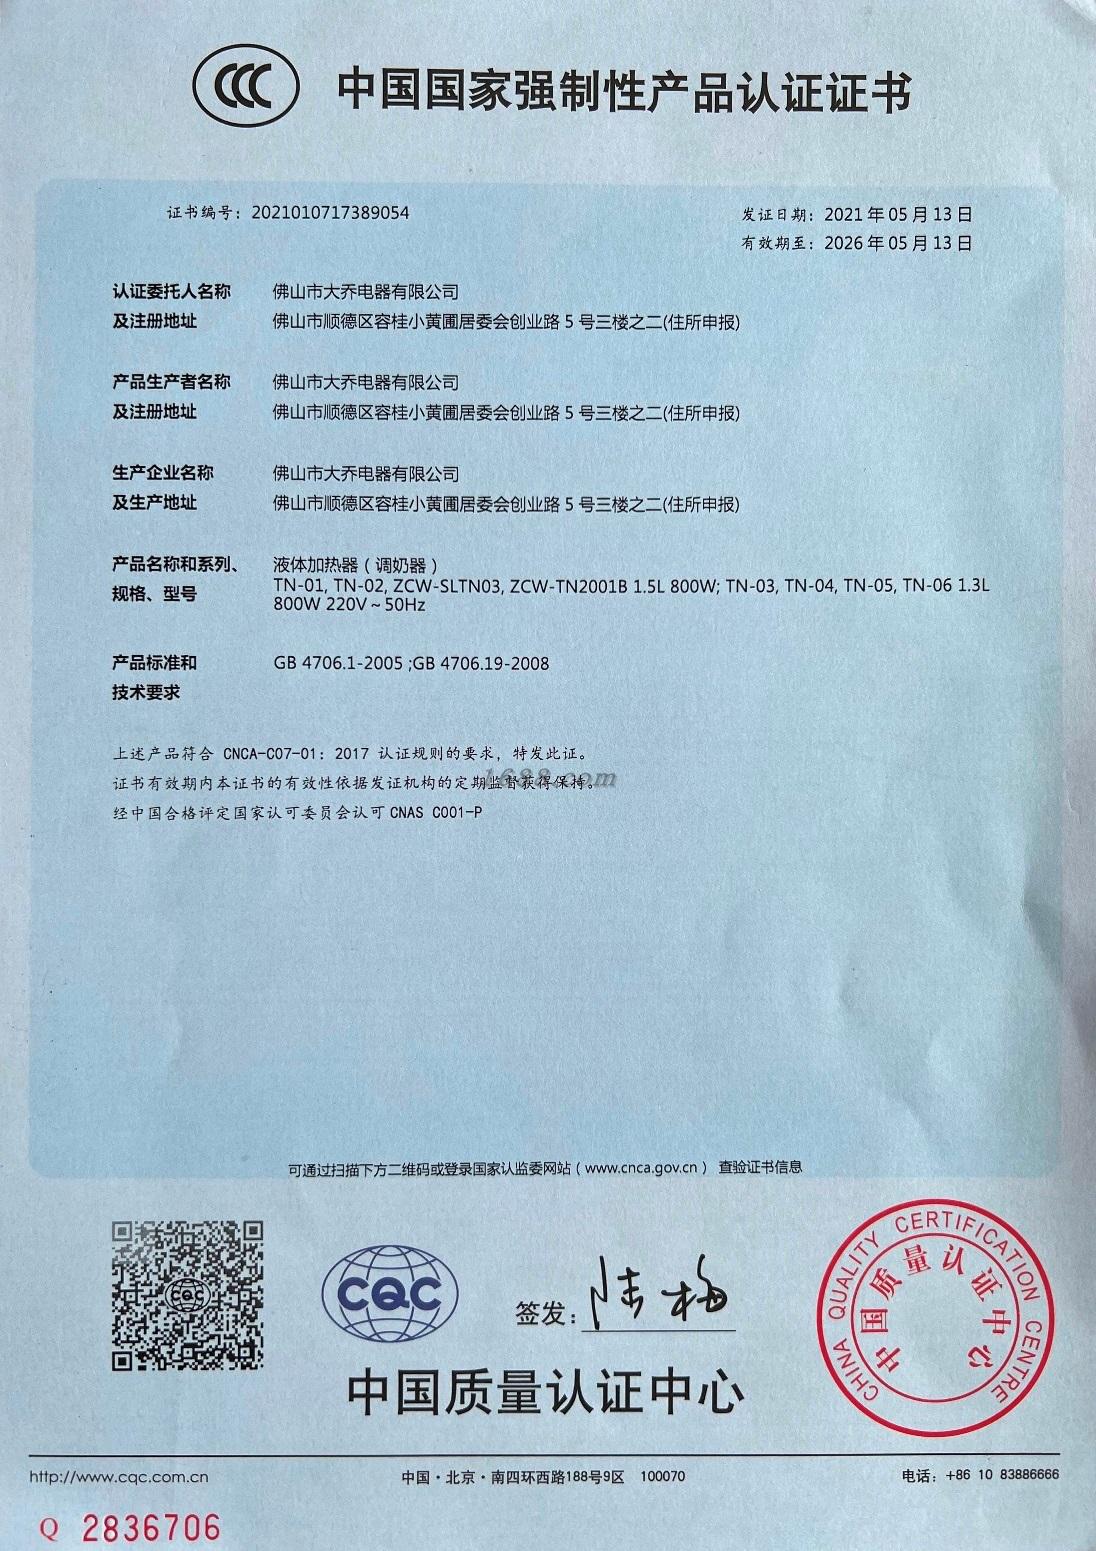 CCC 中国国家强制性产品认证证书
证书编号：2021010717389054
发证日期：2021 年 05 月 13 日
有效期至：2026 年 05 月 13 日
认证委托人名称 佛山市大乔电器有限公司
及注册地址 佛山市顺德区容桂小黄圃居委会创业路 5 号三楼之二(住所申报)
产品生产者名称 佛山市大乔电器有限公司
及注册地址 佛山市顺德区容桂小黄圃居委会创业路 5 号三楼之二(住所申报)
生产企业名称 佛山市大乔电器有限公司
及生产地址 佛山市顺德区容桂小黄圃居委会创业路 5 号三楼之二(住所申报)
产品名称和系列、 液体加热器（调奶器）
规格、型号 TN-01, TN-02, ZCW-SLTN03, ZCW-TN2001B 1.5L 800W; TN-03, TN-04, TN-05, TN-06 1.3L
800W 220V～50Hz
产品标准和 GB 4706.1-2005 ;GB 4706.19-2008
技术要求
上述产品符合 CNCA-C07-01：2017 认证规则的要求，特发此证。
证书有效期内本证书的有效性依据发证机构的定期监督获得保持。
1688.com
经中国合格评定国家认可委员会认可 CNAS C001-P
可通过扫描下方二维码或登录国家认监委网站（www.cnca.gov.cn） 查验证书信息
CQC
CQC
签发：陆梅
中国质量认证中心
CHINA QUALITY CERTIFICATION CENTRE
中国质量认证中心
http://www.cqc.com.cn
中国·北京·南四环西路188号9区 100070
电话：+86 10 83886666
Q 2836706